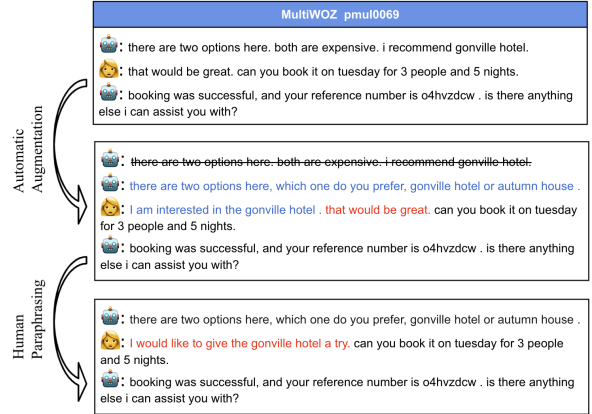 MultiWOZ pmul0069
: there are two options here. both are expensive. i recommend gonville hotel.
: that would be great. can you book it on tuesday for 3 people and 5 nights.
: booking was successful, and your reference number is o4hvzdcw . is there anything
else i can assist you with?
Automatic
Augmentation
: there are two options here. both are expensive. i recommend gonville hotel.
: there are two options here, which one do you prefer, gonville hotel or autumn house .
: I am interested in the gonville hotel . that would be great. can you book it on tuesday
for 3 people and 5 nights.
: booking was successful, and your reference number is o4hvzdcw . is there anything
else i can assist you with?
Human
Paraphrasing
: there are two options here, which one do you prefer, gonville hotel or autumn house .
: I would like to give the gonville hotel a try. can you book it on tuesday for 3 people
and 5 nights.
: booking was successful, and your reference number is o4hvzdcw . is there anything
else i can assist you with?